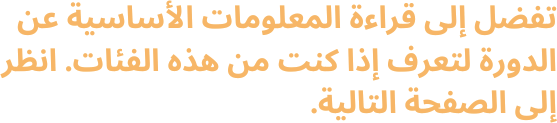 تفضل إلى قراءة المعلومات الأساسية عن
الدورة لتعرف إذا كنت من هذه الفئات. انظر
إلى الصفحة التالية.